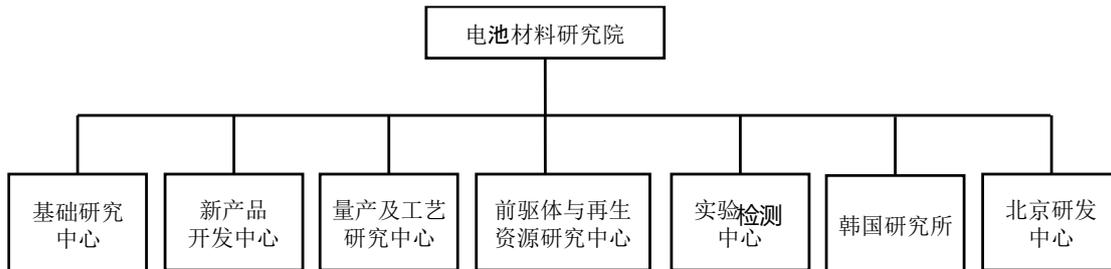 电池材料研究院
基础研究
中心
新产品
开发中心
量产及工艺
研究中心
前驱体与再生
资源研究中心
实验检测
中心
韩国研究所
北京研发
中心